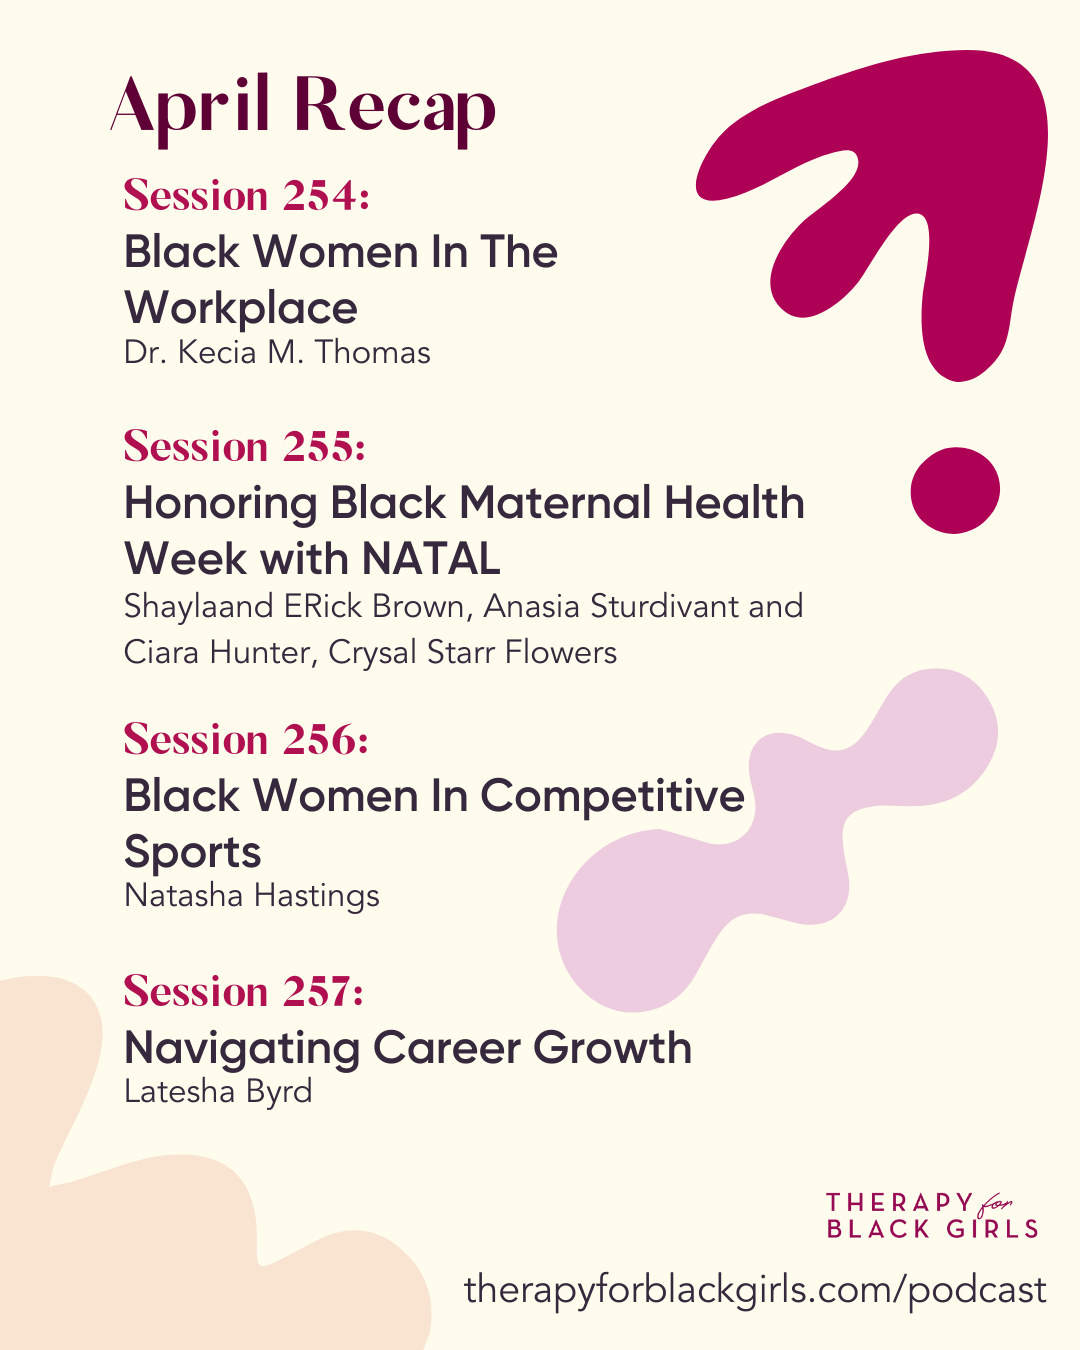 April Recap
Session 254:
Black Women In The
Workplace
Dr. Kecia M. Thomas
Session 255:
Honoring Black Maternal Health
Week with NATAL
Shaylaand ERick Brown, Anasia Sturdivant and
Ciara Hunter, Crysal Starr Flowers
Session 256:
Black Women In Competitive
Sports
Natasha Hastings
Session 257:
Navigating Career Growth
Latesha Byrd
THERAPY for
BLACK GIRLS
therapyforblackgirls.com/podcast